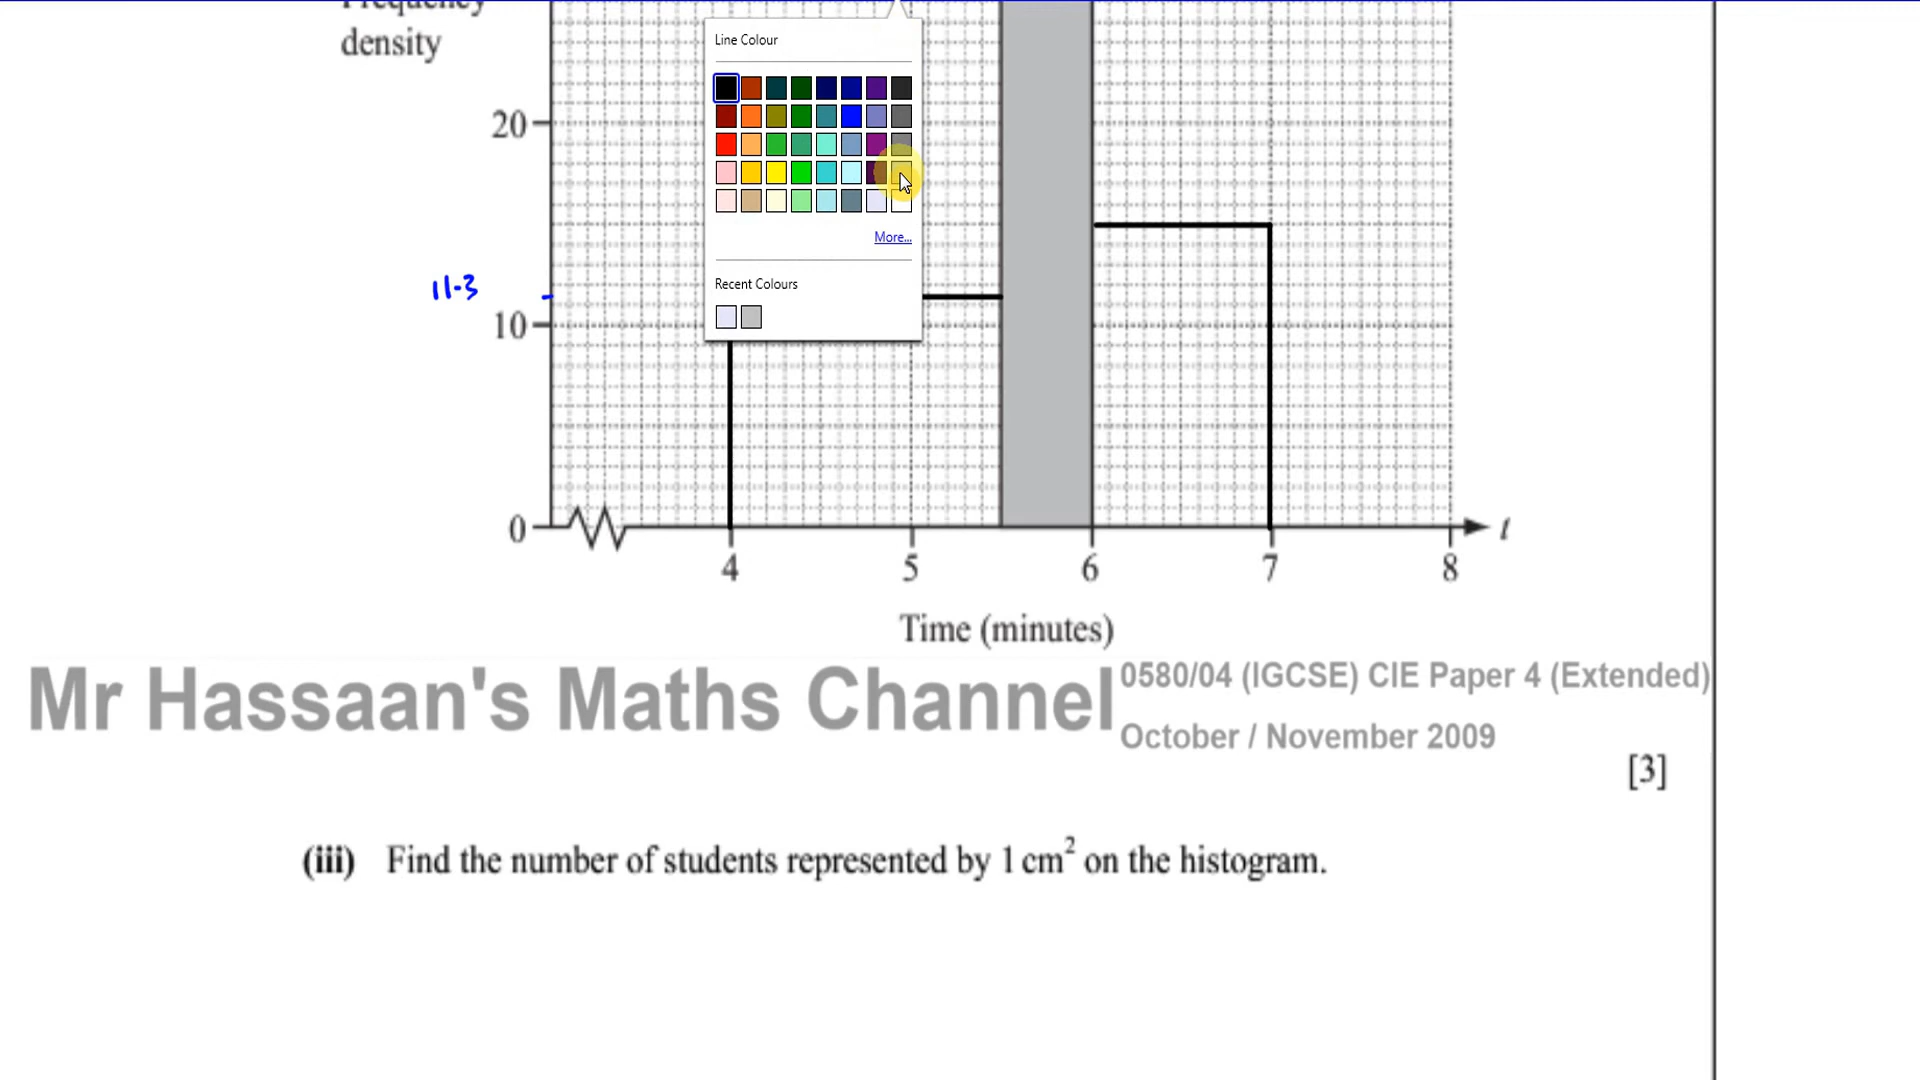 Frequency
density
Line Colour
20
More...
Recent Colours
11.3
10
0
t
4 5 6 7 8
Time (minutes)
Mr Hassaan's Maths Channel
0580/04 (IGCSE) CIE Paper 4 (Extended)
October / November 2009
[3]
(iii) Find the number of students represented by 1 cm² on the histogram.